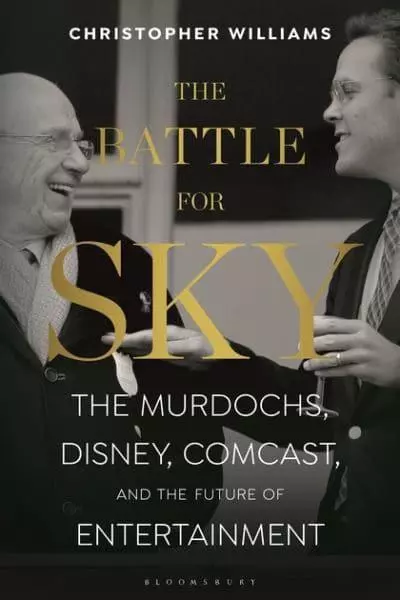 CHRISTOPHER WILLIAMS
THE
BATTLE
FOR
SKY
THE MURDOCHS,
DISNEY, COMCAST,
AND THE FUTURE OF
ENTERTAINMENT
BLOOMSBURY